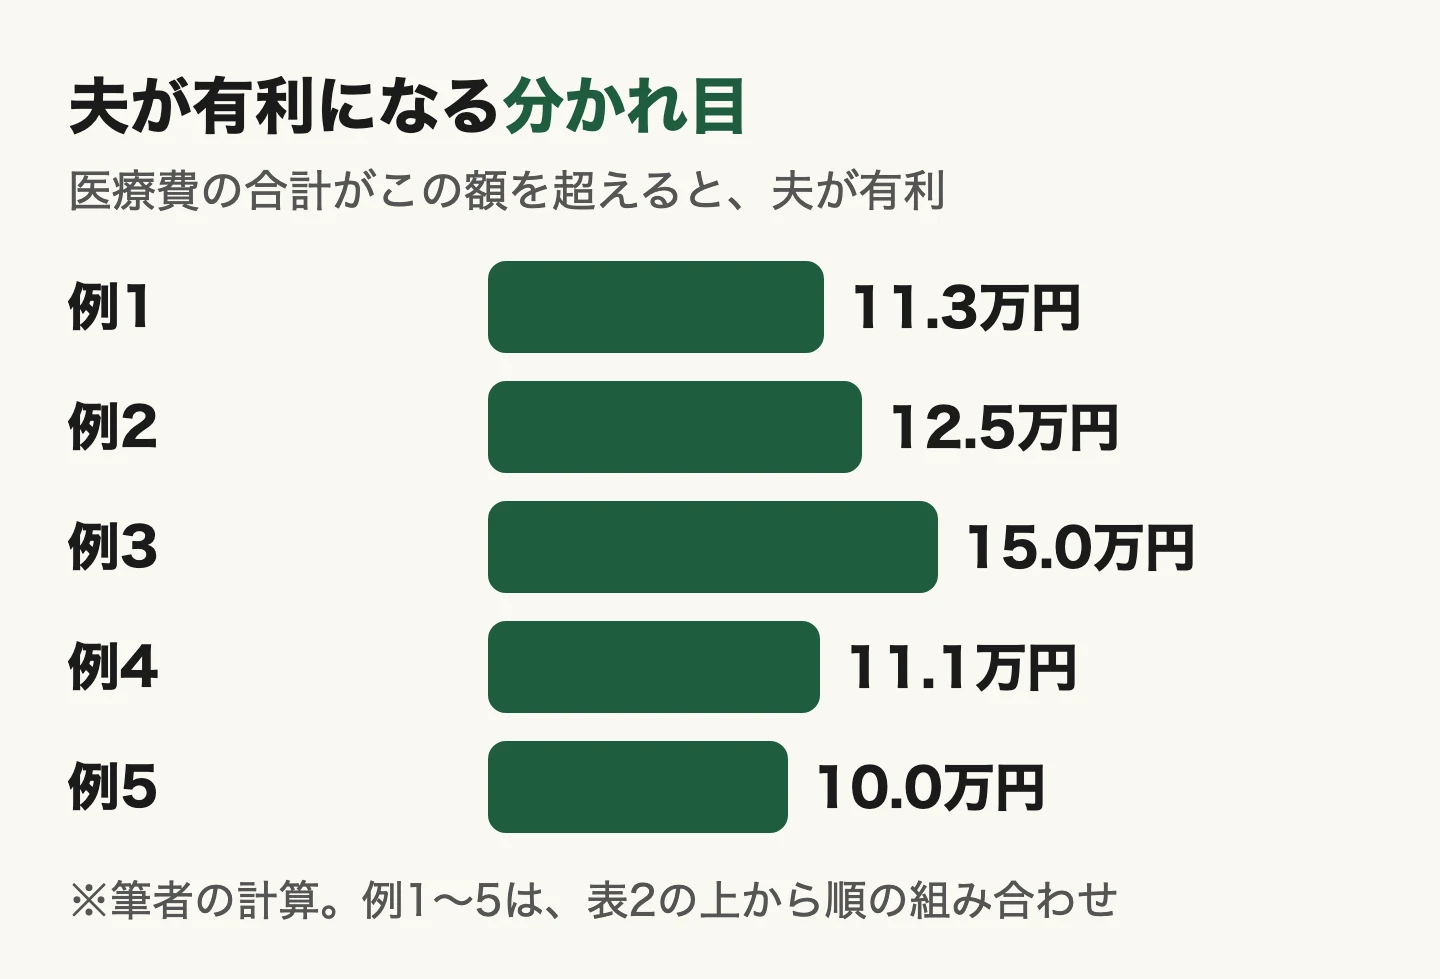 夫が有利になる分かれ目
医療費の合計がこの額を超えると、夫が有利
例1 11.3万円
例2 12.5万円
例3 15.0万円
例4 11.1万円
例5 10.0万円
※筆者の計算。例1〜5は、表2の上から順の組み合わせ